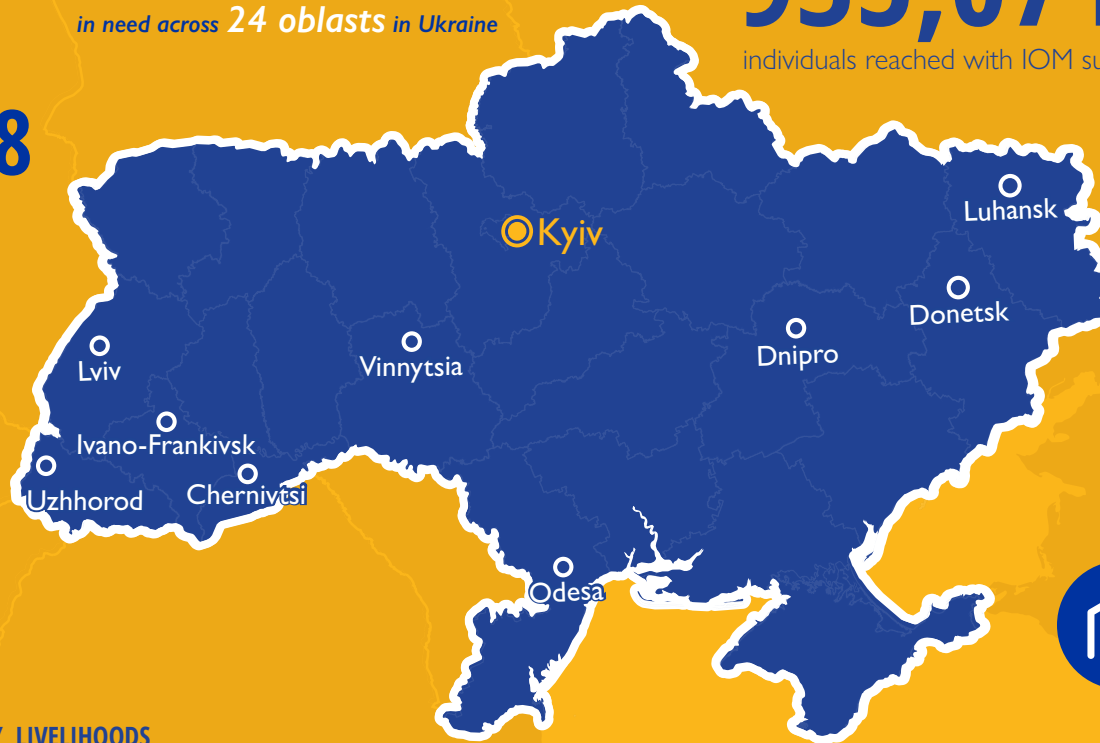 in need across 24 oblasts in Ukraine
individuals reached with IOM
8
Kyiv
Luhansk
Donetsk
Dnipro
Vinnytsia
Lviv
Ivano-Frankivsk
Chernivtsi
Uzhhorod
Odesa
LIVELIHOODS